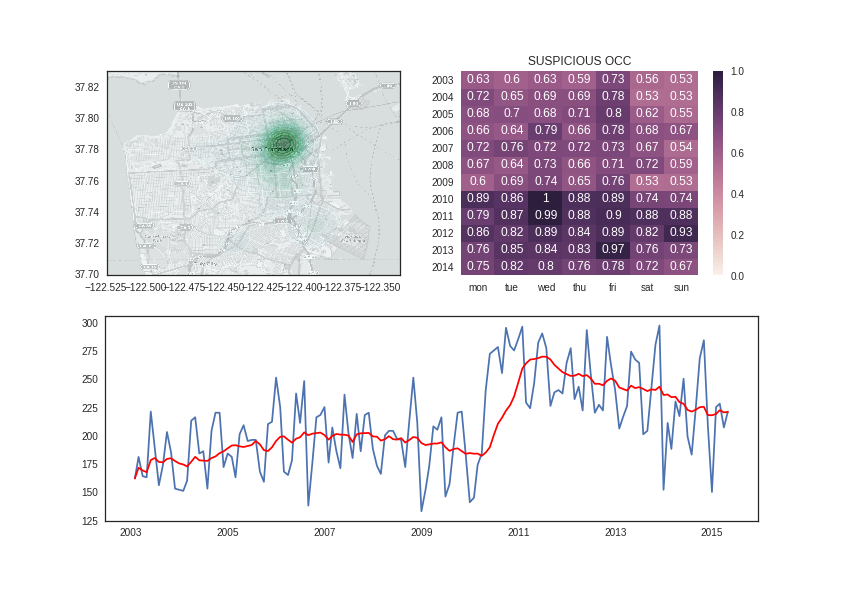 SUSPICIOUS OCC
37.82
37.80
37.78
37.76
37.74
37.72
37.70
San Francisco
−122.525−122.500−122.475−122.450−122.425−122.400−122.375−122.350
2003 0.63 0.6 0.63 0.59 0.73 0.56 0.53
2004 0.72 0.65 0.69 0.69 0.78 0.53 0.53
2005 0.68 0.7 0.68 0.71 0.8 0.62 0.55
2006 0.66 0.64 0.79 0.66 0.78 0.68 0.67
2007 0.72 0.76 0.72 0.72 0.73 0.67 0.54
2008 0.67 0.64 0.73 0.66 0.71 0.72 0.59
2009 0.6 0.69 0.74 0.65 0.76 0.53 0.53
2010 0.89 0.86 1 0.88 0.89 0.74 0.74
2011 0.79 0.87 0.99 0.88 0.9 0.88 0.88
2012 0.86 0.82 0.89 0.84 0.89 0.82 0.93
2013 0.76 0.85 0.84 0.83 0.97 0.76 0.73
2014 0.75 0.82 0.8 0.76 0.78 0.72 0.67
mon tue wed thu fri sat sun
1.0
0.8
0.6
0.4
0.2
0.0
300
275
250
225
200
175
150
125
2003 2005 2007 2009 2011 2013 2015